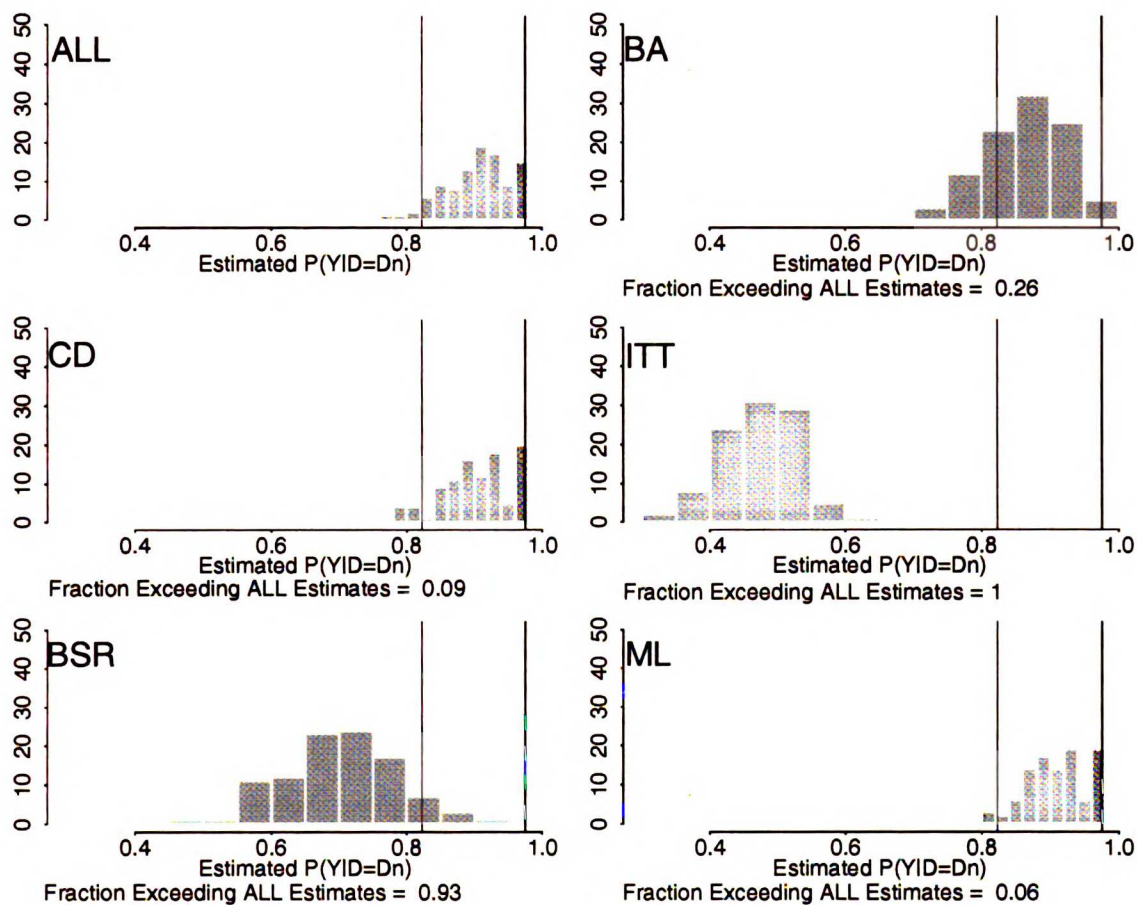 50
40
30
20
10
0
ALL
0.4 0.6 0.8 1.0
Estimated P(YID=Dn)
50
40
30
20
10
0
BA
0.4 0.6 0.8 1.0
Estimated P(YID=Dn)
Fraction Exceeding ALL Estimates = 0.26
50
40
30
20
10
0
CD
0.4 0.6 0.8 1.0
Estimated P(YID=Dn)
Fraction Exceeding ALL Estimates = 0.09
50
40
30
20
10
0
ITT
0.4 0.6 0.8 1.0
Estimated P(YID=Dn)
Fraction Exceeding ALL Estimates = 1
50
40
30
20
10
0
BSR
0.4 0.6 0.8 1.0
Estimated P(YID=Dn)
Fraction Exceeding ALL Estimates = 0.93
50
40
30
20
10
0
ML
0.4 0.6 0.8 1.0
Estimated P(YID=Dn)
Fraction Exceeding ALL Estimates = 0.06